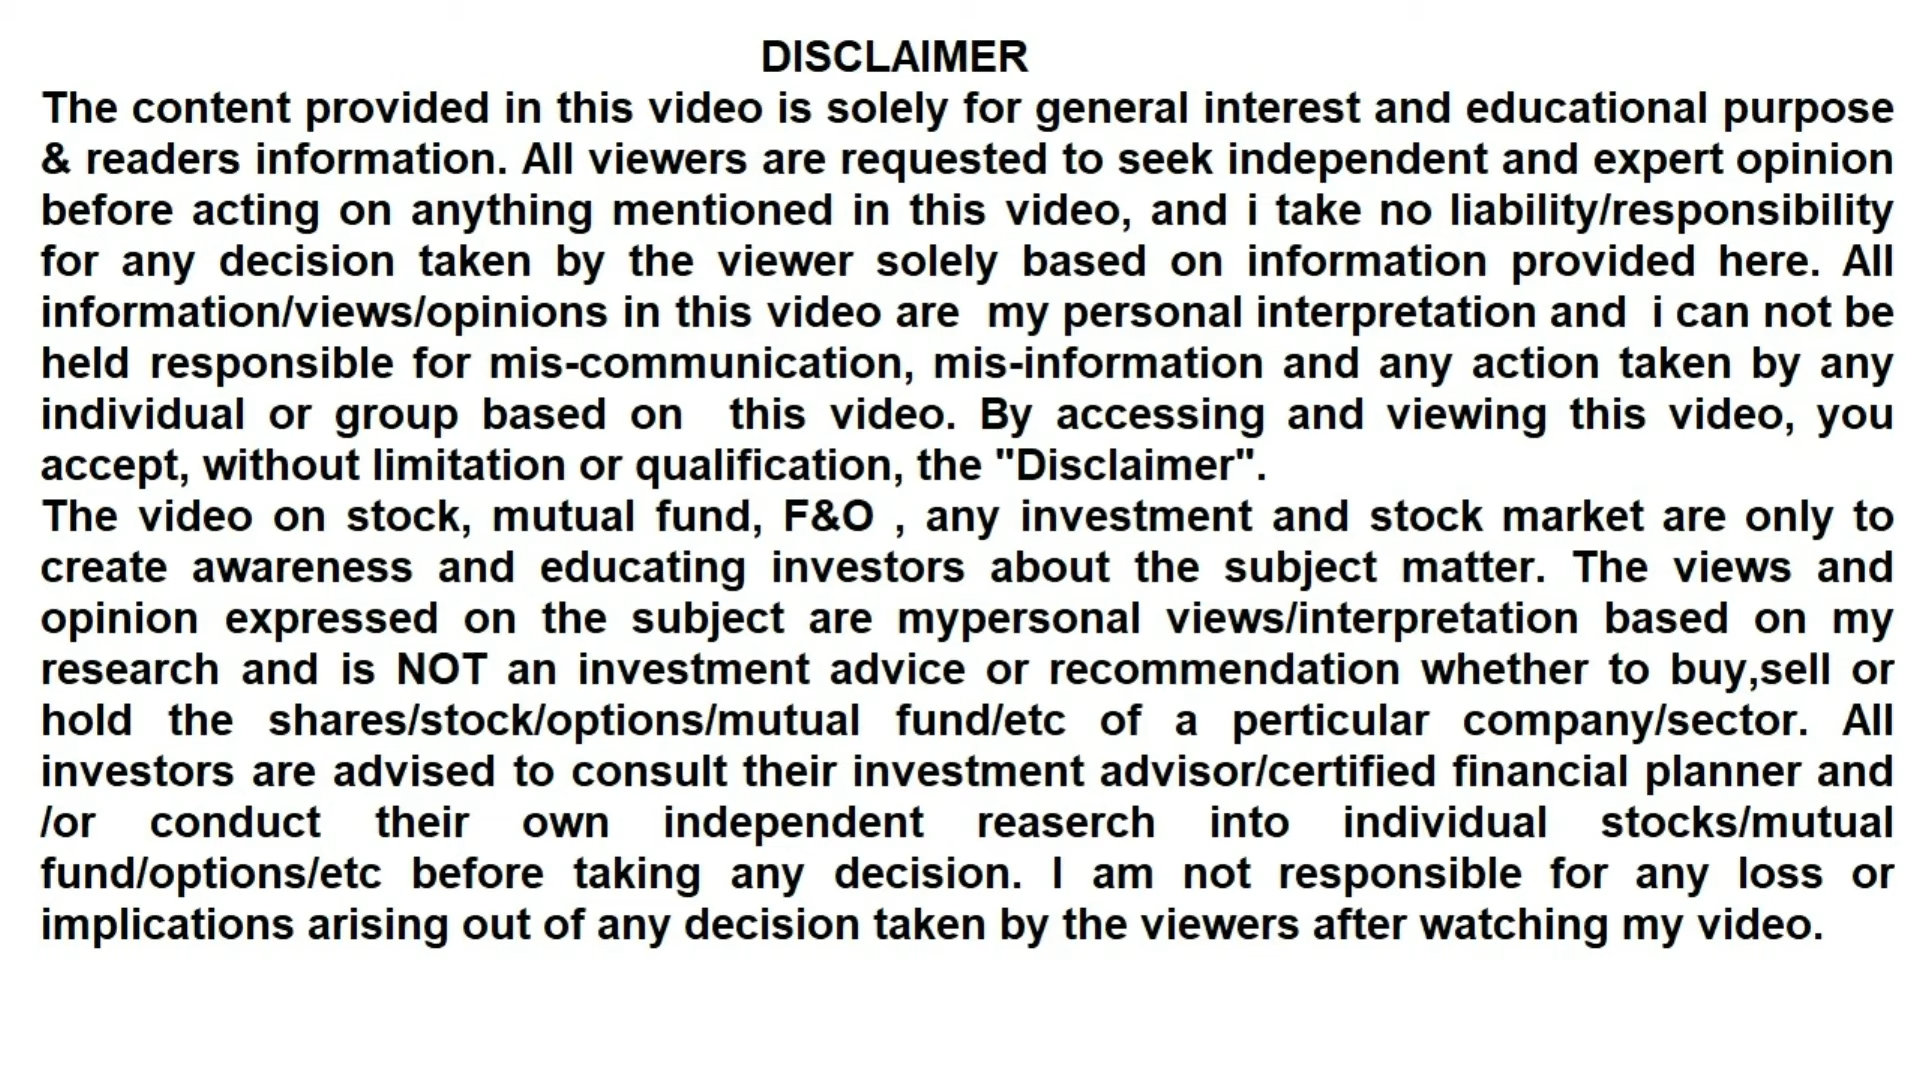 DISCLAIMER
The content provided in this video is solely for general interest and educational purpose
& readers information. All viewers are requested to seek independent and expert opinion
before acting on anything mentioned in this video, and i take no liability/responsibility
for any decision taken by the viewer solely based on information provided here. All
information/views/opinions in this video are  my personal interpretation and  i can not be
held responsible for mis-communication, mis-information and any action taken by any
individual or group based on  this video. By accessing and viewing this video, you
accept, without limitation or qualification, the "Disclaimer".
The video on stock, mutual fund, F&O , any investment and stock market are only to
create awareness and educating investors about the subject matter. The views and
opinion expressed on the subject are mypersonal views/interpretation based on my
research and is NOT an investment advice or recommendation whether to buy,sell or
hold the shares/stock/options/mutual fund/etc of a perticular company/sector. All
investors are advised to consult their investment advisor/certified financial planner and
/or conduct their own independent reaserch into individual stocks/mutual
fund/options/etc before taking any decision. I am not responsible for any loss or
implications arising out of any decision taken by the viewers after watching my video.